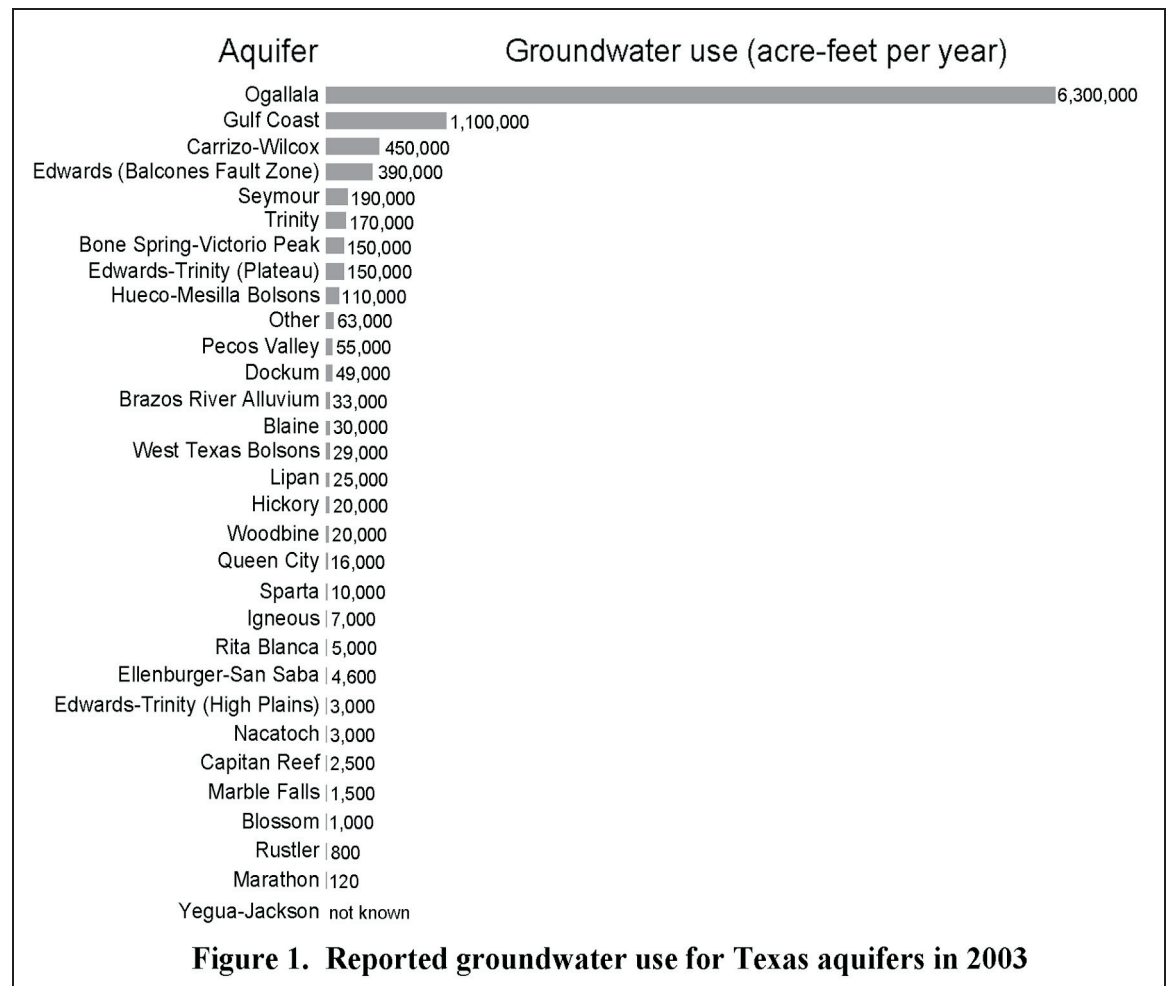 Aquifer Groundwater use (acre-feet per year)
Ogallala 6,300,000
Gulf Coast 1,100,000
Carrizo-Wilcox 450,000
Edwards (Balcones Fault Zone) 390,000
Seymour 190,000
Trinity 170,000
Bone Spring-Victorio Peak 150,000
Edwards-Trinity (Plateau) 150,000
Hueco-Mesilla Bolsons 110,000
Other 63,000
Pecos Valley 55,000
Dockum 49,000
Brazos River Alluvium 33,000
Blaine 30,000
West Texas Bolsons 29,000
Lipan 25,000
Hickory 20,000
Woodbine 20,000
Queen City 16,000
Sparta 10,000
Igneous 7,000
Rita Blanca 5,000
Ellenburger-San Saba 4,600
Edwards-Trinity (High Plains) 3,000
Nacatoch 3,000
Capitan Reef 2,500
Marble Falls 1,500
Blossom 1,000
Rustler 800
Marathon 120
Yegua-Jackson not known
Figure 1. Reported groundwater use for Texas aquifers in 2003